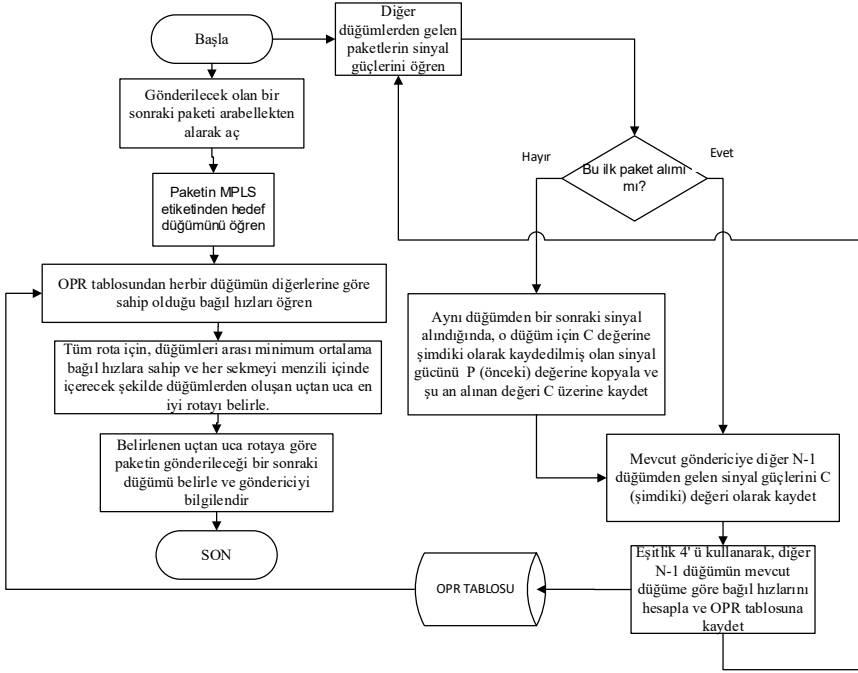 Başla
Gönderilecek olan bir
sonraki paketi arabellekten
alarak aç
Paketin MPLS
etiketinden hedef
düğümünü öğren
OPR tablosundan herbir düğümün diğerlerine göre
sahip olduğu bağıl hızları öğren
Tüm rota için, düğümleri arası minimum ortalama
bağıl hızlara sahip ve her sekmeyi menzili içinde
içerecek şekilde düğümlerden oluşan uçtan uca en
iyi rotayı belirle.
Belirlenen uçtan uca rotaya göre
paketin gönderileceği bir sonraki
düğümü belirle ve göndericiyi
bilgilendir
SON
Diğer
düğümlerden gelen
paketlerin sinyal
güçlerini öğren
Bu ilk paket alımı
mı?
Hayır
Evet
Aynı düğümden bir sonraki sinyal
alındığında, o düğüm için C değerine
şimdiki olarak kaydedilmiş olan sinyal
gücünü P (önceki) değerine kopyala ve
şu an alınan değeri C üzerine kaydet
Mevcut göndericiye diğer N-1
düğümden gelen sinyal güçlerini C
(şimdiki) değeri olarak kaydet
Eşitlik 4' ü kullanarak, diğer
N-1 düğümün mevcut
düğüme göre bağıl hızlarını
hesapla ve OPR tablosuna
kaydet
OPR TABLOSU